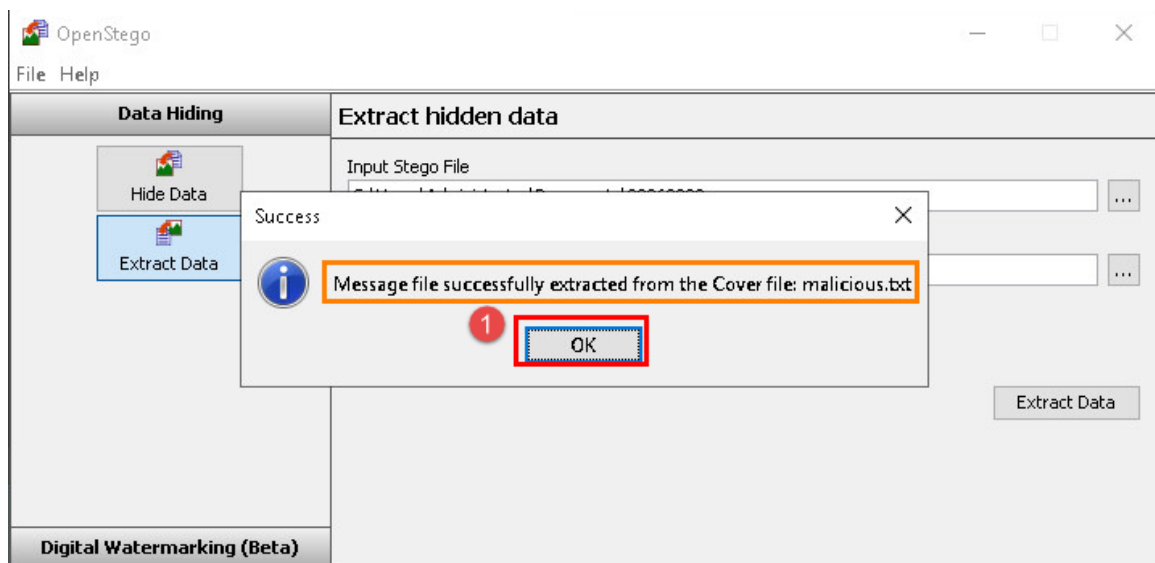 OpenStego
File Help
Data Hiding
Extract hidden data
Hide Data
Extract Data
Input Stego File
...
...
Success
Message file successfully extracted from the Cover file: malicious.txt
1
OK
Extract Data
Digital Watermarking (Beta)